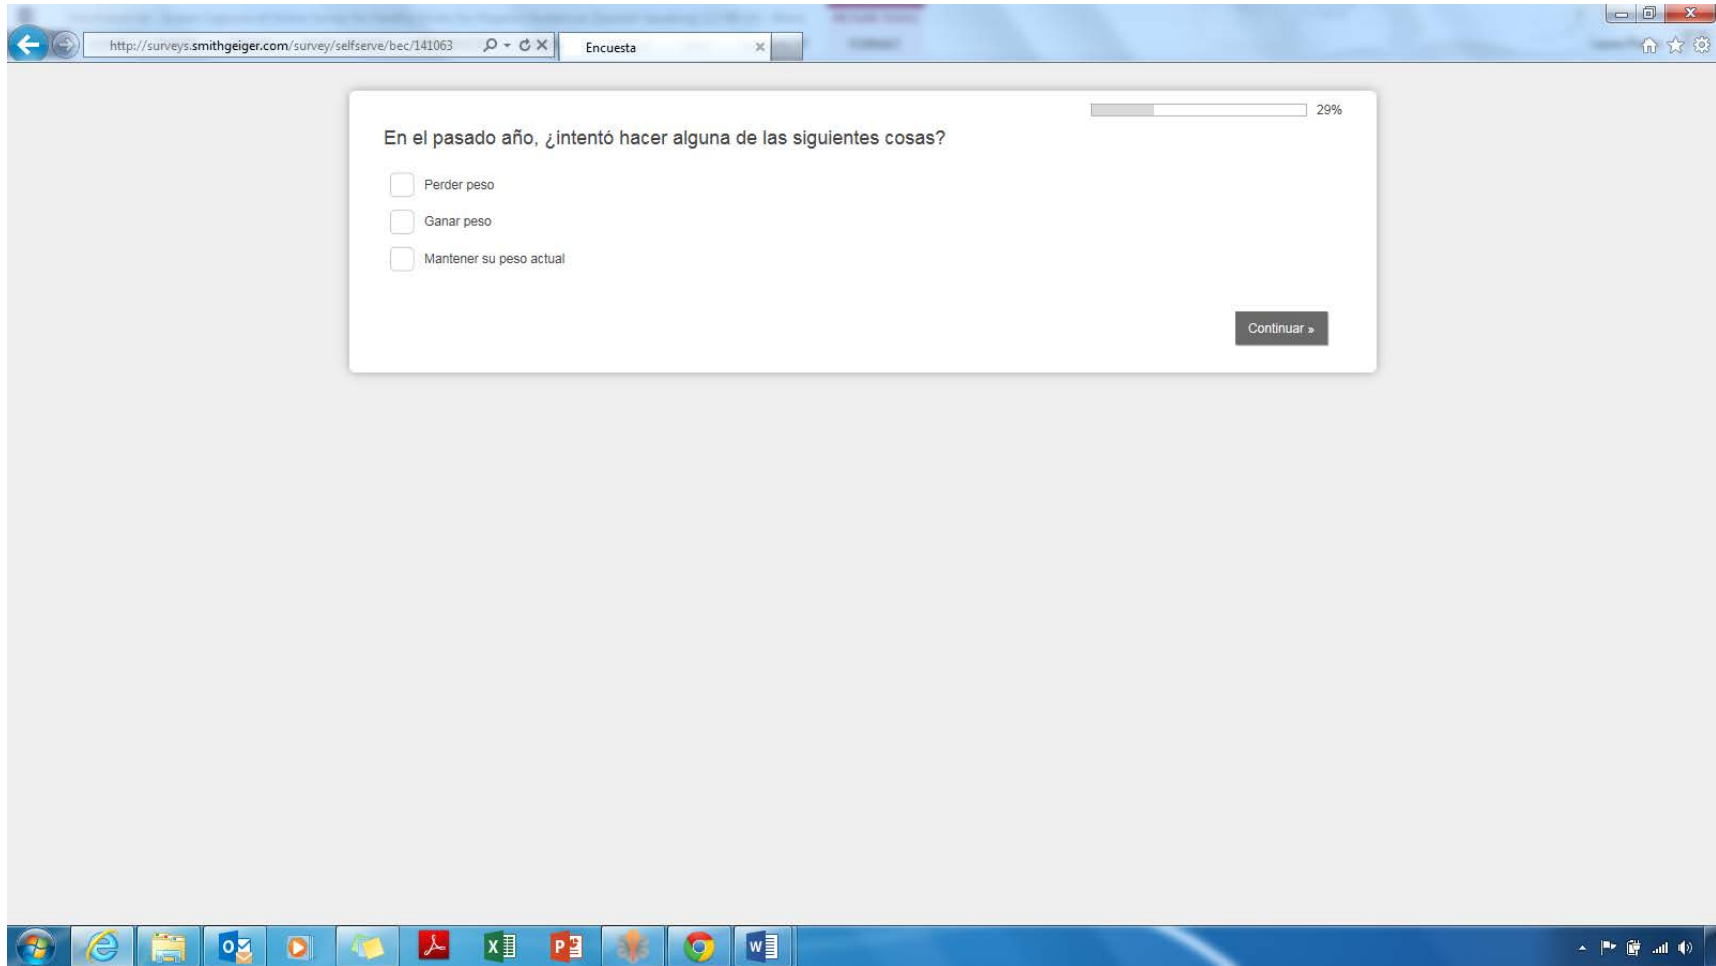 http://surveys.smithgeiger.com/survey/selfserve/bec/141063
Encuesta
29%
En el pasado año, ¿intentó hacer alguna de las siguientes cosas?
Perder peso
Ganar peso
Mantener su peso actual
Continuar »